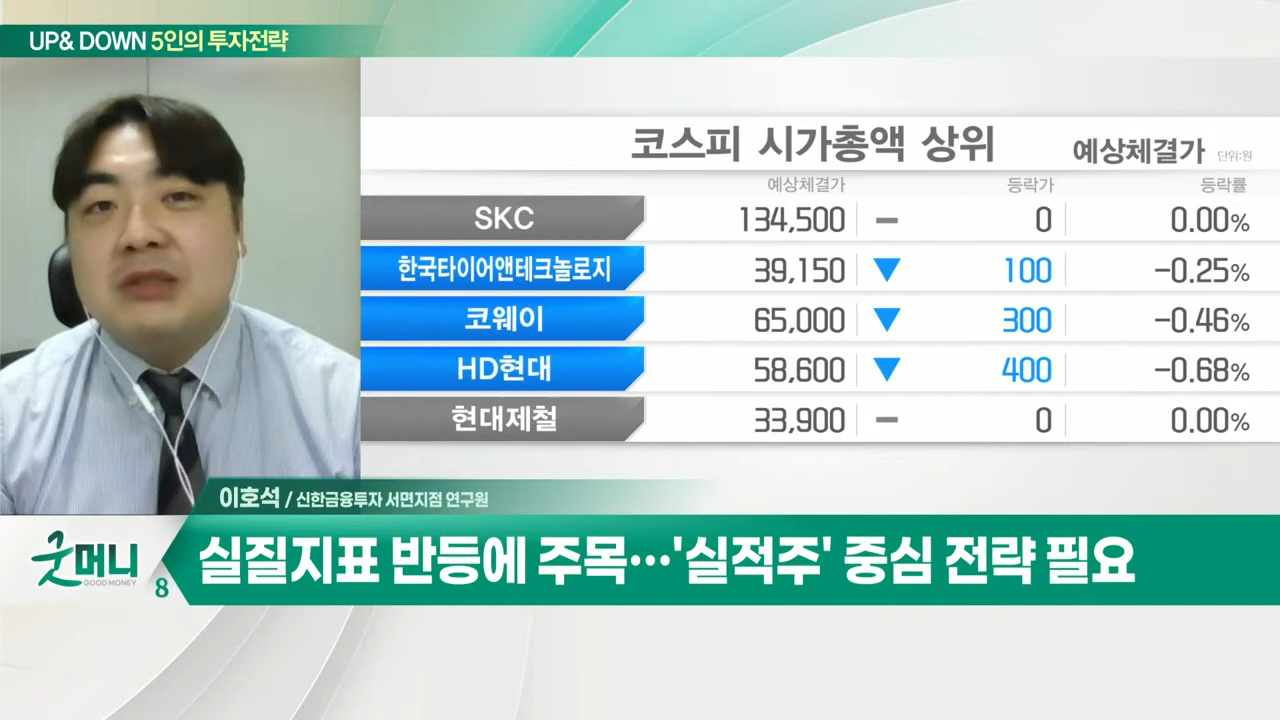 UP& DOWN 5인의 투자전략
코스피 시가총액 상위 예상체결가 단위:원
예상체결가 등락가 등락률
SKC 134,500 0 0.00%
한국타이어앤테크놀로지 39,150 ▼ 100 -0.25%
코웨이 65,000 ▼ 300 -0.46%
HD현대 58,600 ▼ 400 -0.68%
현대제철 33,900 0 0.00%
이호석 / 신한금융투자 서면지점 연구원
굿머니
GOOD MONEY
8
실질지표 반등에 주목…'실적주' 중심 전략 필요